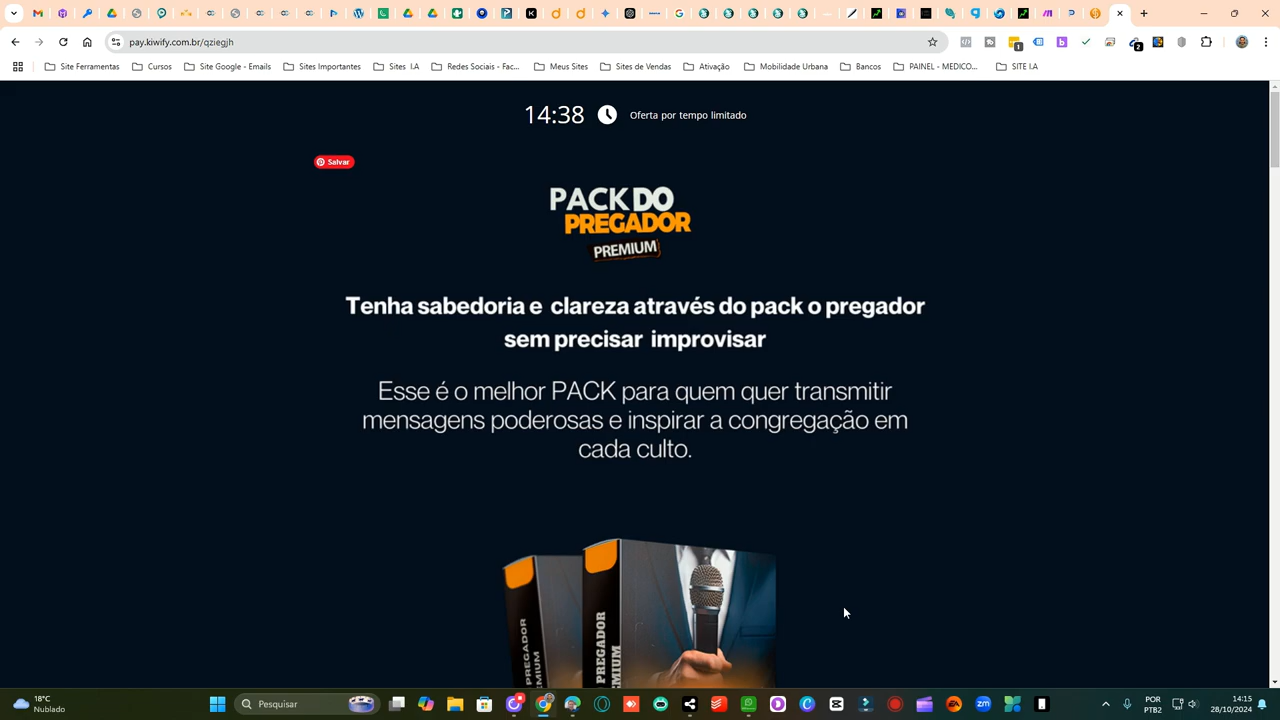 pay.kiwify.com.br/qziegjh
Site Ferramentas
Cursos
Site Google - Emails
Sites Importantes
Sites I.A
Redes Sociais - Fac...
Meus Sites
Sites de Vendas
Ativação
Mobilidade Urbana
Bancos
PAINEL - MEDICO...
SITE I.A
14:38
Oferta por tempo limitado
Salvar
PACK DO
PREGADOR
PREMIUM
Tenha sabedoria e clareza através do pack o pregador
sem precisar improvisar
Esse é o melhor PACK para quem quer transmitir
mensagens poderosas e inspirar a congregação em
cada culto.
PREGADOR
EMIUM
PREGADOR
MIUM
18°C
Nublado
Pesquisar
POR
PTB2
14:15
28/10/2024